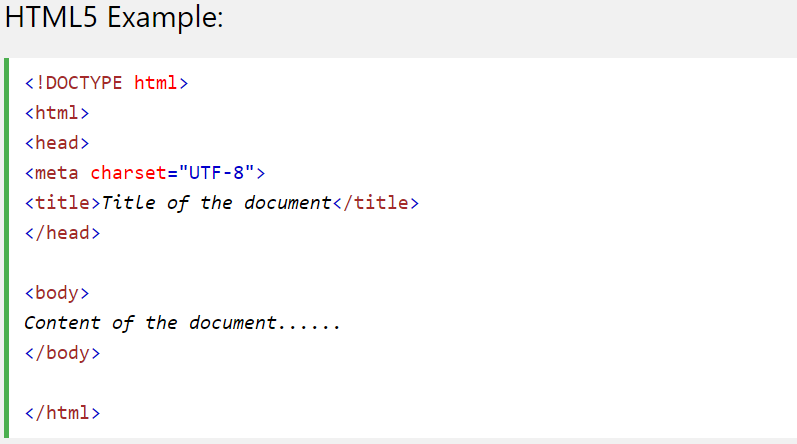 HTML5 Example:
<!DOCTYPE html>
<html>
<head>
<meta charset="UTF-8">
<title>Title of the document</title>
</head>
<body>
Content of the document......
</body>
</html>